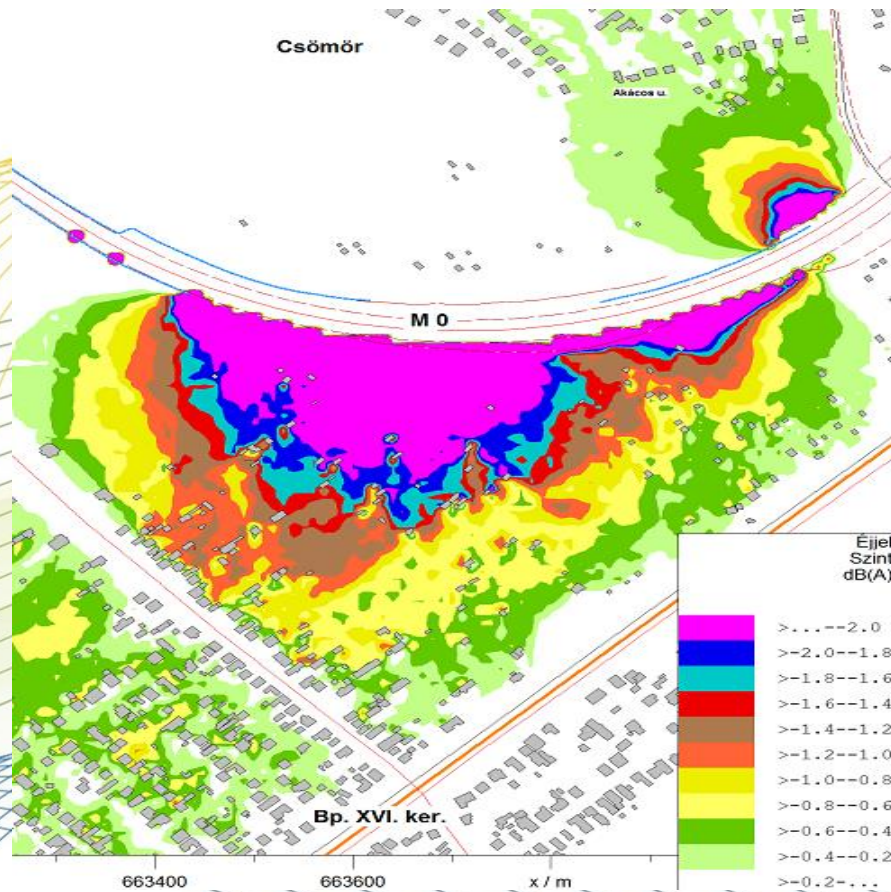 Csömör
Akácos u.
M 0
Bp. XVI. ker.
Éjjel
Szint
dB(A)
>...--2.0
>-2.0--1.8
>-1.8--1.6
>-1.6--1.4
>-1.4--1.2
>-1.2--1.0
>-1.0--0.8
>-0.8--0.6
>-0.6--0.4
>-0.4--0.2
>-0.2-...
663400 663600 x / m